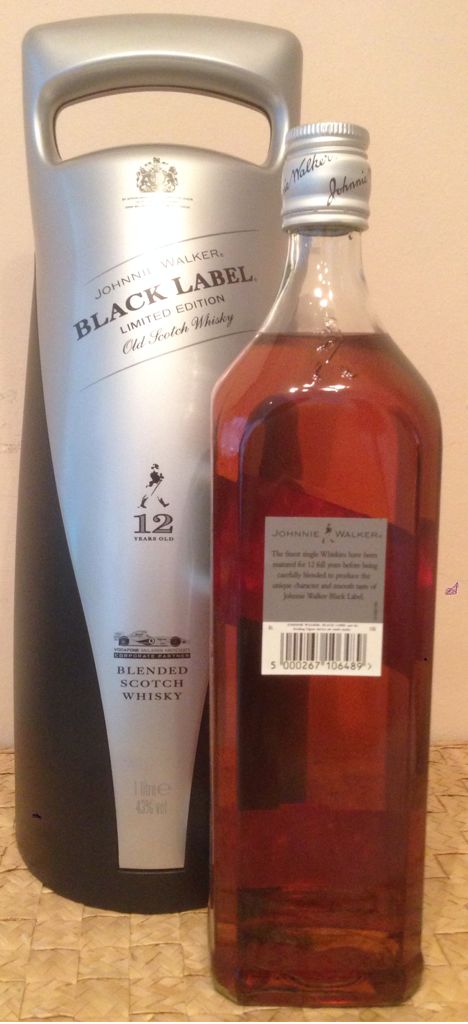 JOHNNIE WALKER®
BLACK LABEL®
LIMITED EDITION
Old Scotch Whisky
12
YEARS OLD
VODAFONE McLAREN MERCEDES
CORPORATE PARTNER
BLENDED
SCOTCH
WHISKY
1 litre e
43% vol
Walker.
Johnnie
JOHNNIE WALKER®
The finest single Whiskies have been
matured for 12 full years before being
carefully blended to produce the
unique character and smooth taste of
Johnnie Walker Black Label.
5 000267 106489 >